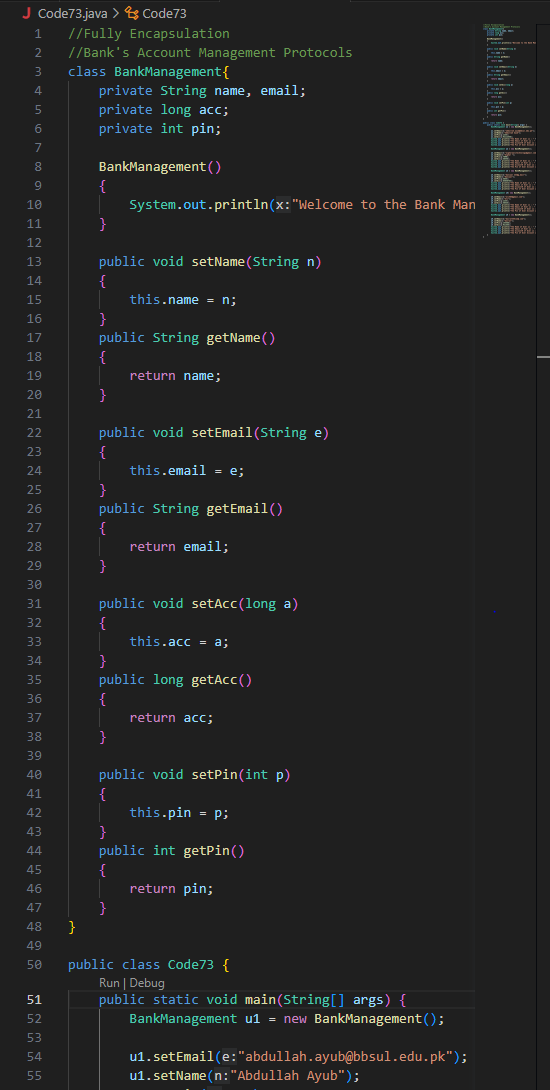 J Code73.java > Code73
1 //Fully Encapsulation
2 //Bank's Account Management Protocols
3 class BankManagement{
4 private String name, email;
5 private long acc;
6 private int pin;
7
8 BankManagement()
9 {
10 System.out.println(x:"Welcome to the Bank Man
11 }
12
13 public void setName(String n)
14 {
15 this.name = n;
16 }
17 public String getName()
18 {
19 return name;
20 }
21
22 public void setEmail(String e)
23 {
24 this.email = e;
25 }
26 public String getEmail()
27 {
28 return email;
29 }
30
31 public void setAcc(long a)
32 {
33 this.acc = a;
34 }
35 public long getAcc()
36 {
37 return acc;
38 }
39
40 public void setPin(int p)
41 {
42 this.pin = p;
43 }
44 public int getPin()
45 {
46 return pin;
47 }
48 }
49
50 public class Code73 {
Run | Debug
51 public static void main(String[] args) {
52 BankManagement u1 = new BankManagement();
53
54 u1.setEmail(e:"abdullah.ayub@bbsul.edu.pk");
55 u1.setName(n:"Abdullah Ayub");